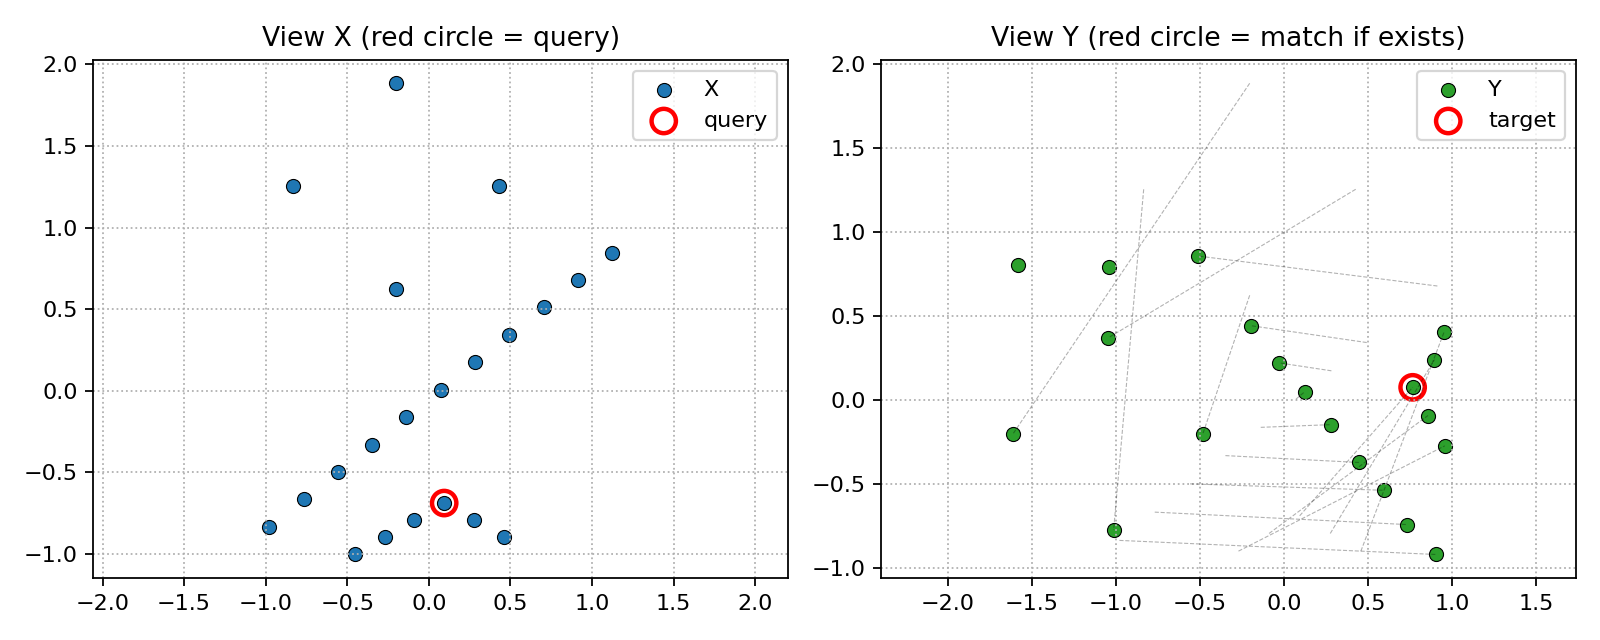 View X (red circle = query)
X
query
2.0
1.5
1.0
0.5
0.0
−0.5
−1.0
−2.0 −1.5 −1.0 −0.5 0.0 0.5 1.0 1.5 2.0
View Y (red circle = match if exists)
Y
target
2.0
1.5
1.0
0.5
0.0
−0.5
−1.0
−2.0 −1.5 −1.0 −0.5 0.0 0.5 1.0 1.5